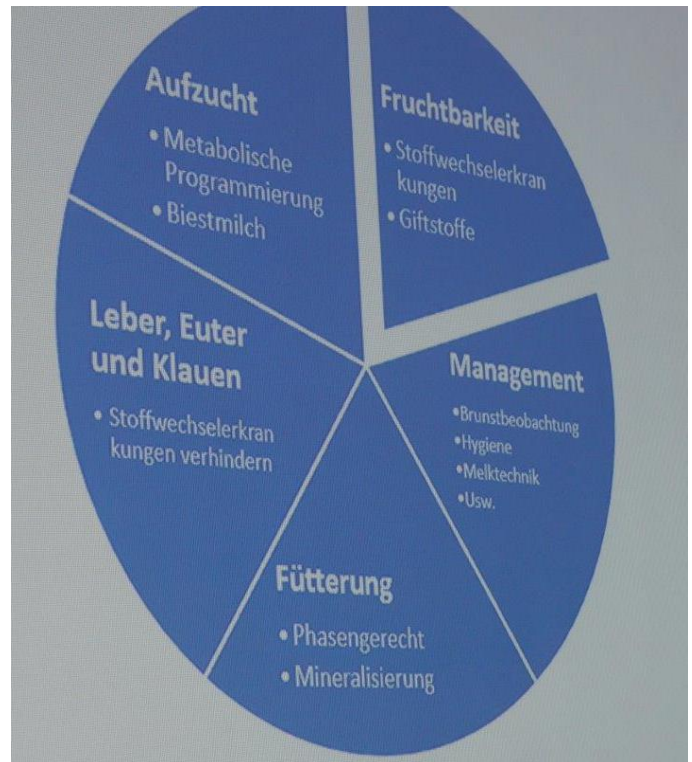 Aufzucht
• Metabolische
Programmierung
• Biestmilch
Fruchtbarkeit
• Stoffwechselerkran
kungen
• Giftstoffe
Leber, Euter
und Klauen
• Stoffwechselerkran
kungen verhindern
Management
•Brunstbeobachtung
•Hygiene
•Melktechnik
•Usw.
Fütterung
• Phasengerecht
• Mineralisierung